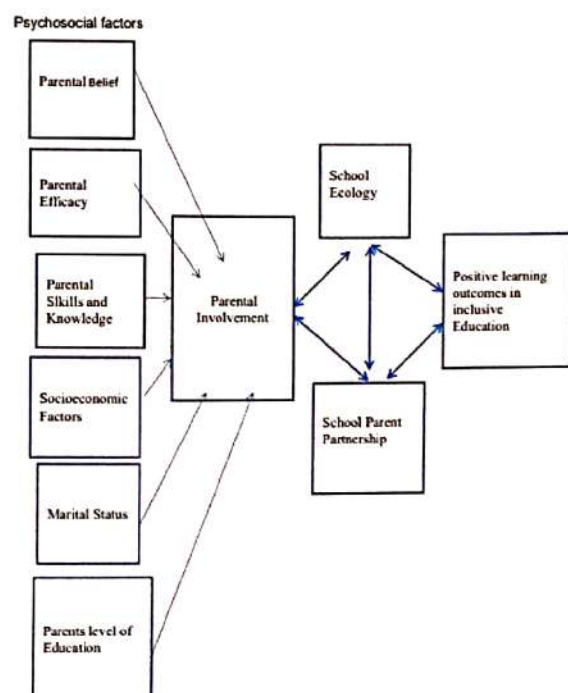 Psychosocial factors
Parental Belief
Parental
Efficacy
Parental
Slkills and
Knowledge
Socioeconomic
Factors
Marital Status
Parents level of
Education
Parental
Involvement
School
Ecology
School Parent
Partnership
Positive learning
outcomes in
inclusive
Education